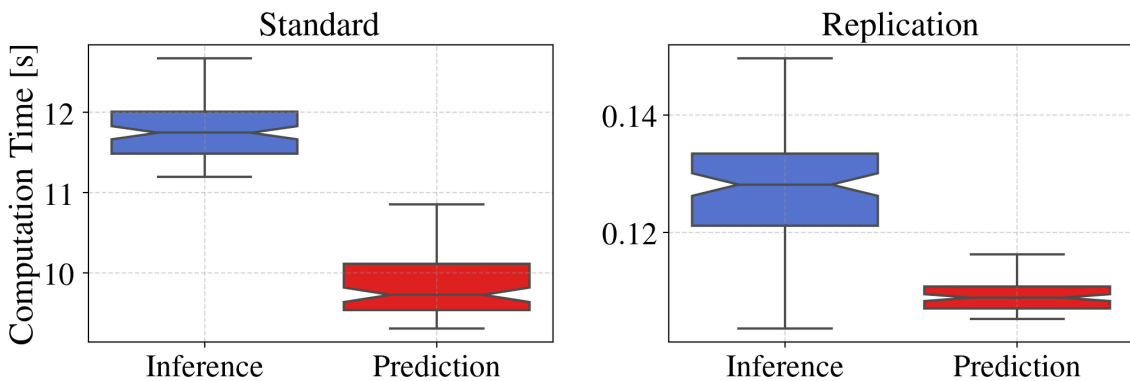 Standard
Replication
Computation Time [s]
12
11
10
0.14
0.12
Inference
Prediction
Inference
Prediction